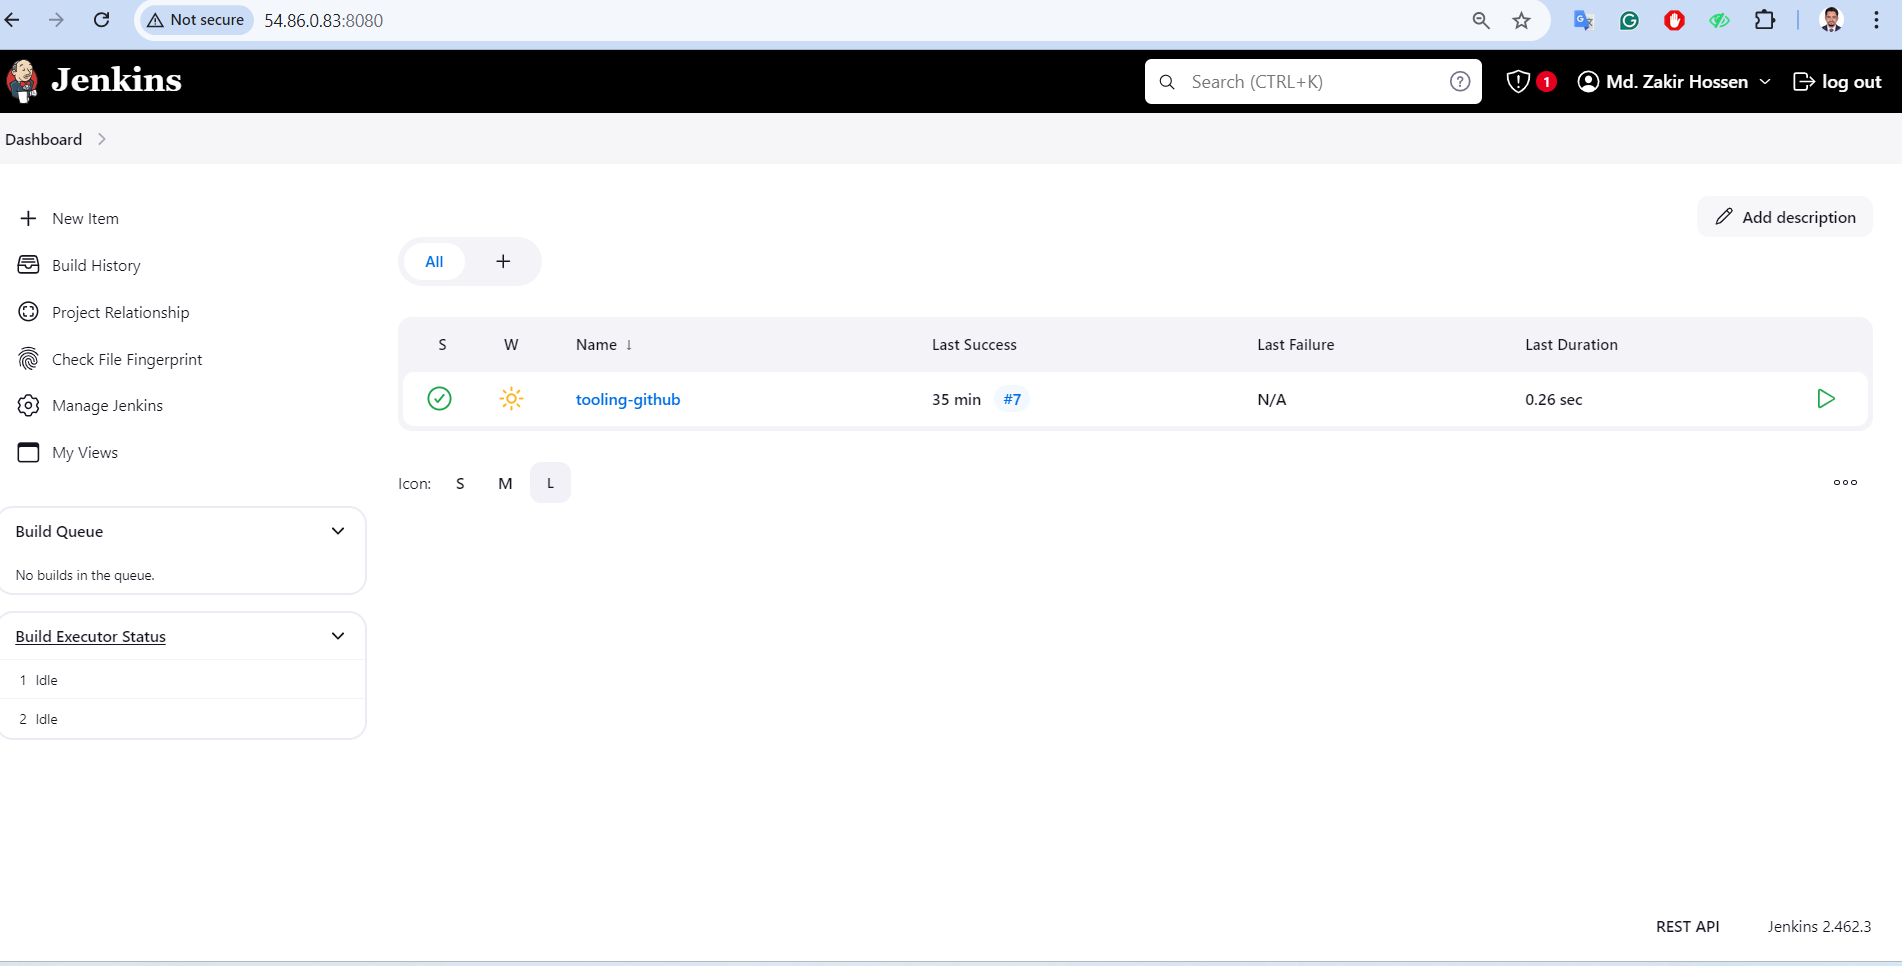 Not secure 54.86.0.83:8080
Jenkins
Search (CTRL+K)
1
Md. Zakir Hossen
log out
Dashboard
New Item
Build History
Project Relationship
Check File Fingerprint
Manage Jenkins
My Views
Build Queue
No builds in the queue.
Build Executor Status
1 Idle
2 Idle
Add description
All +
S W Name ↓ Last Success Last Failure Last Duration
tooling-github 35 min #7 N/A 0.26 sec
Icon: S M L
REST API Jenkins 2.462.3